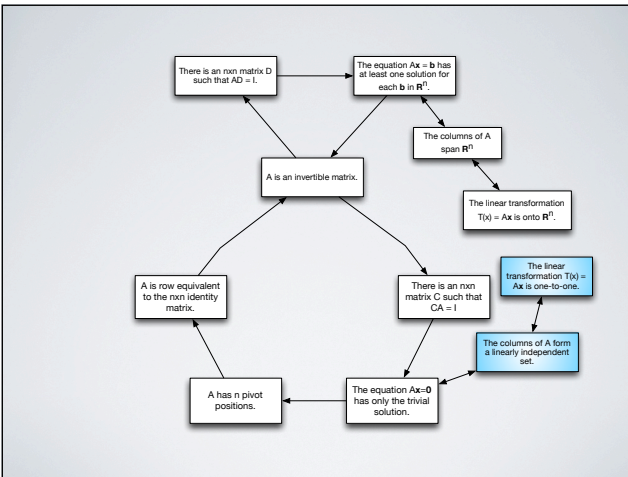 There is an nxn matrix D
such that AD = I.
The equation Ax = b has
at least one solution for
each b in Rⁿ.
The columns of A
span Rⁿ
A is an invertible matrix.
The linear transformation
T(x) = Ax is onto Rⁿ.
The linear
transformation T(x) =
Ax is one-to-one.
A is row equivalent
to the nxn identity
matrix.
There is an nxn
matrix C such that
CA = I
The columns of A form
a linearly independent
set.
A has n pivot
positions.
The equation Ax=0
has only the trivial
solution.